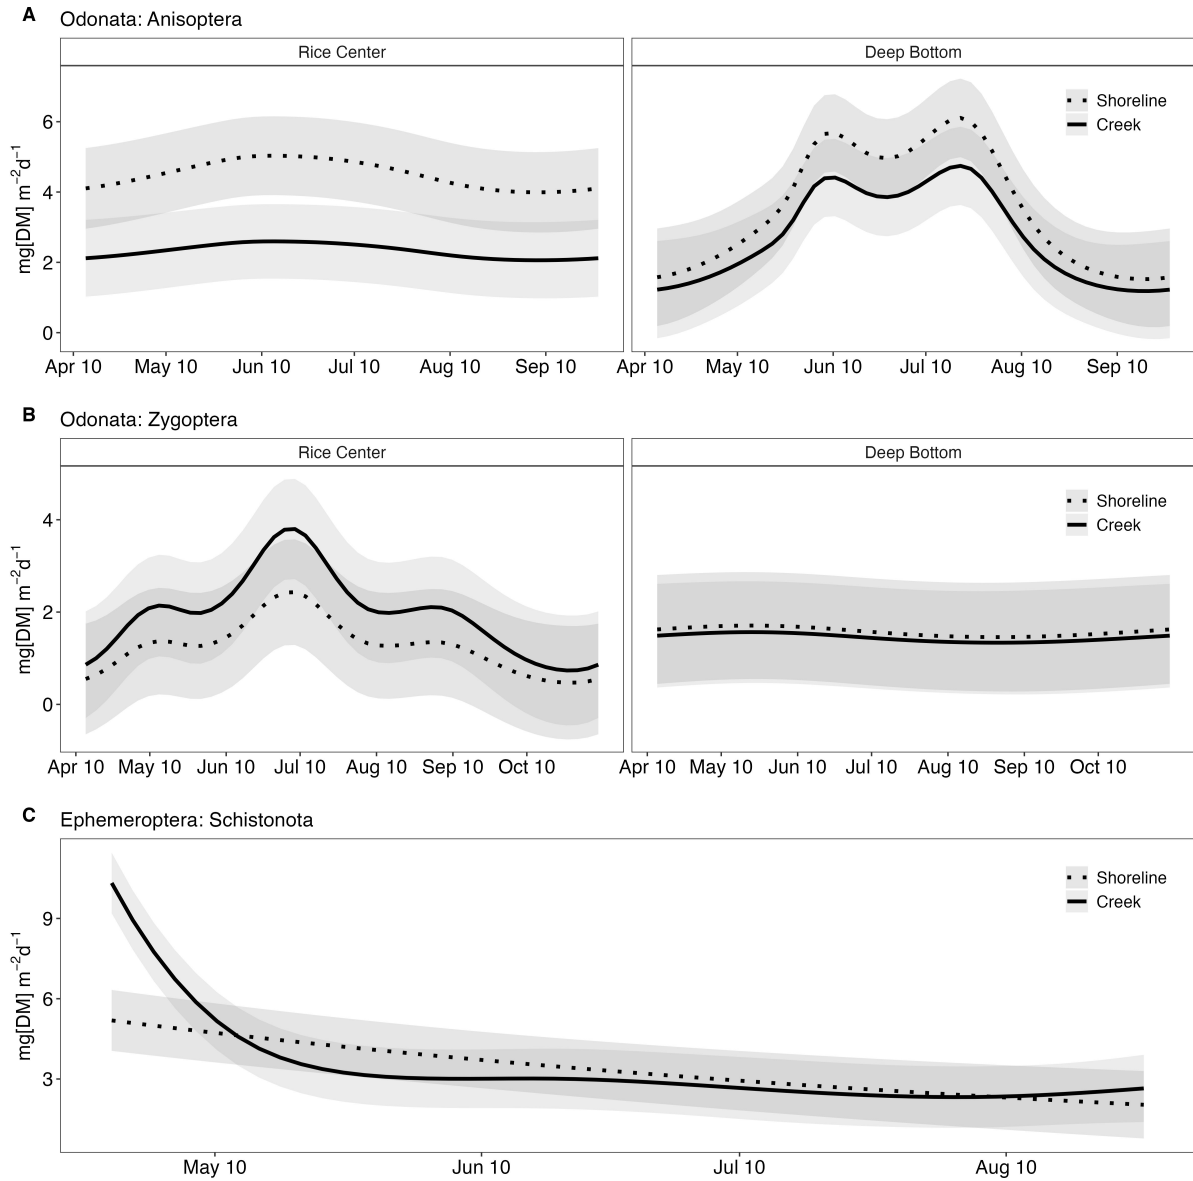 A Odonata: Anisoptera
Rice Center Deep Bottom
mg[DM] m⁻²d⁻¹
6
4
2
0
Shoreline
Creek
Apr 10 May 10 Jun 10 Jul 10 Aug 10 Sep 10 Apr 10 May 10 Jun 10 Jul 10 Aug 10 Sep 10
B Odonata: Zygoptera
Rice Center Deep Bottom
mg[DM] m⁻²d⁻¹
4
2
0
Shoreline
Creek
Apr 10 May 10 Jun 10 Jul 10 Aug 10 Sep 10 Oct 10 Apr 10 May 10 Jun 10 Jul 10 Aug 10 Sep 10 Oct 10
C Ephemeroptera: Schistonota
mg[DM] m⁻²d⁻¹
9
6
3
Shoreline
Creek
May 10 Jun 10 Jul 10 Aug 10